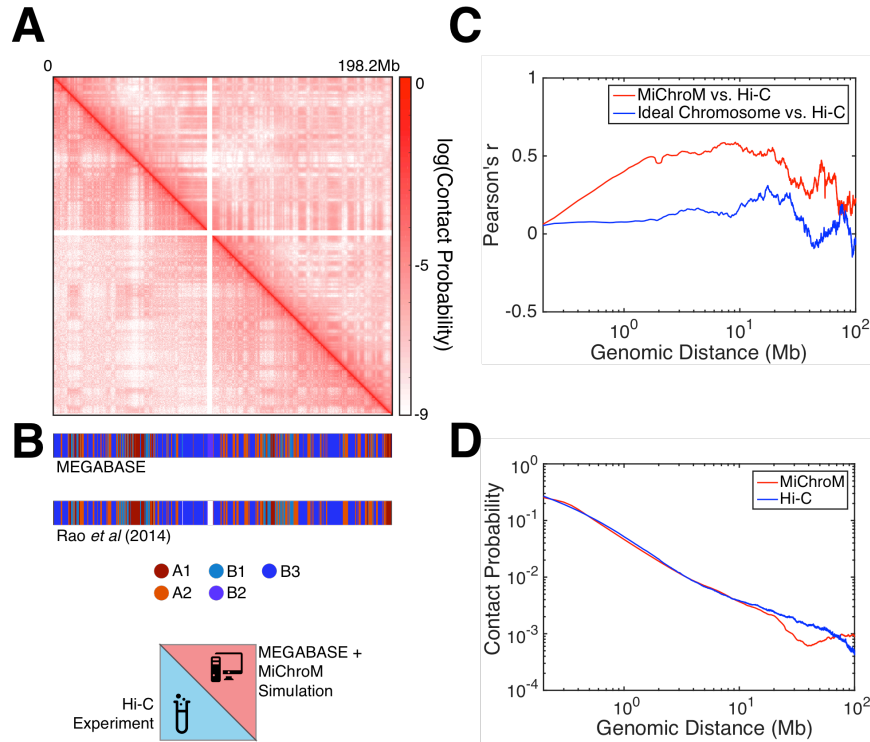 A
0
198.2Mb
0
-5
-9
log(Contact Probability)
B
MEGABASE
Rao et al (2014)
A1
B1
B3
A2
B2
MEGABASE +
MiChroM
Simulation
Hi-C
Experiment
C
1
0.5
0
-0.5
Pearson's r
MiChroM vs. Hi-C
Ideal Chromosome vs. Hi-C
10^0
10^1
10^2
Genomic Distance (Mb)
D
10^0
10^-1
10^-2
10^-3
10^-4
Contact Probability
MiChroM
Hi-C
10^0
10^1
10^2
Genomic Distance (Mb)